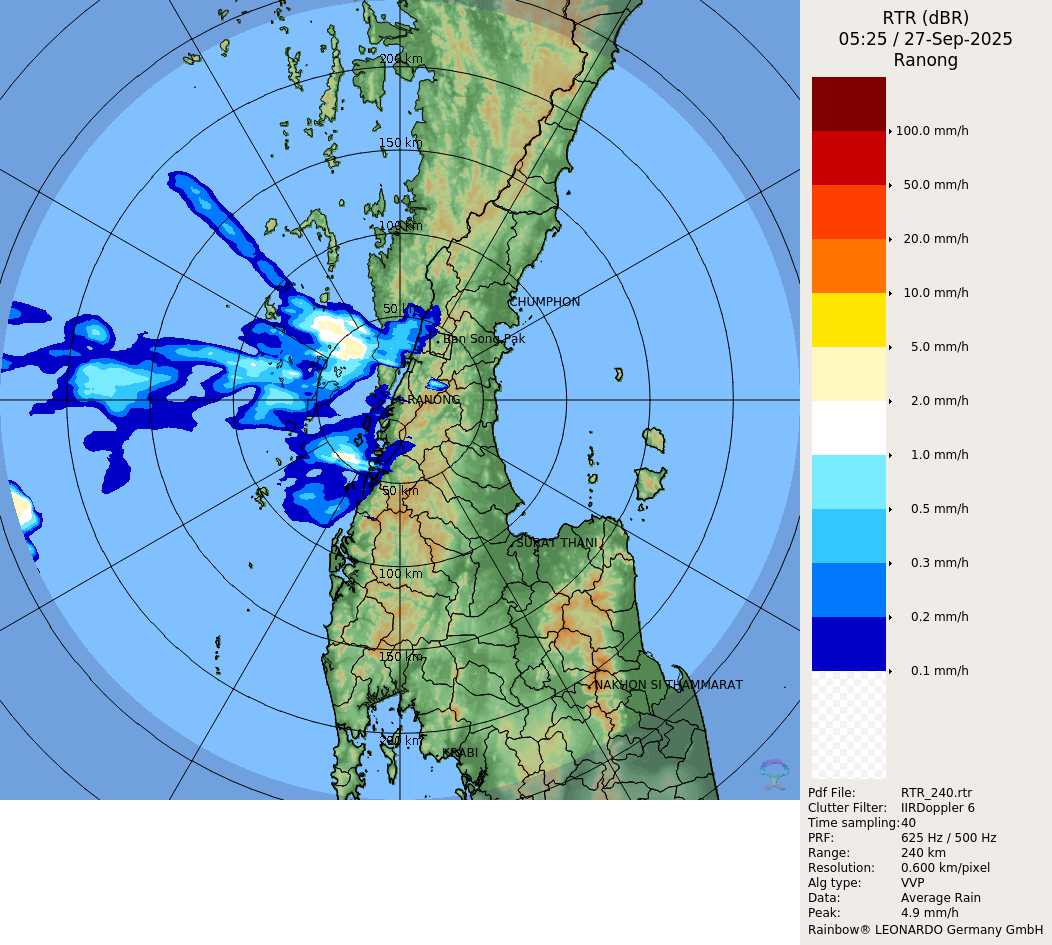 RTR (dBR)
05:25 / 27-Sep-2025
Ranong
200 km
150 km
100 km
50 km
CHUMPHON
Ban Song Pak
RANONG
50 km
SURAT THANI
100 km
150 km
NAKHON SI THAMMARAT
200 km
KRABI
100.0 mm/h
50.0 mm/h
20.0 mm/h
10.0 mm/h
5.0 mm/h
2.0 mm/h
1.0 mm/h
0.5 mm/h
0.3 mm/h
0.2 mm/h
0.1 mm/h
Pdf File: RTR_240.rtr
Clutter Filter: IIRDoppler 6
Time sampling:40
PRF: 625 Hz / 500 Hz
Range: 240 km
Resolution: 0.600 km/pixel
Alg type: VVP
Data: Average Rain
Peak: 4.9 mm/h
Rainbow® LEONARDO Germany GmbH